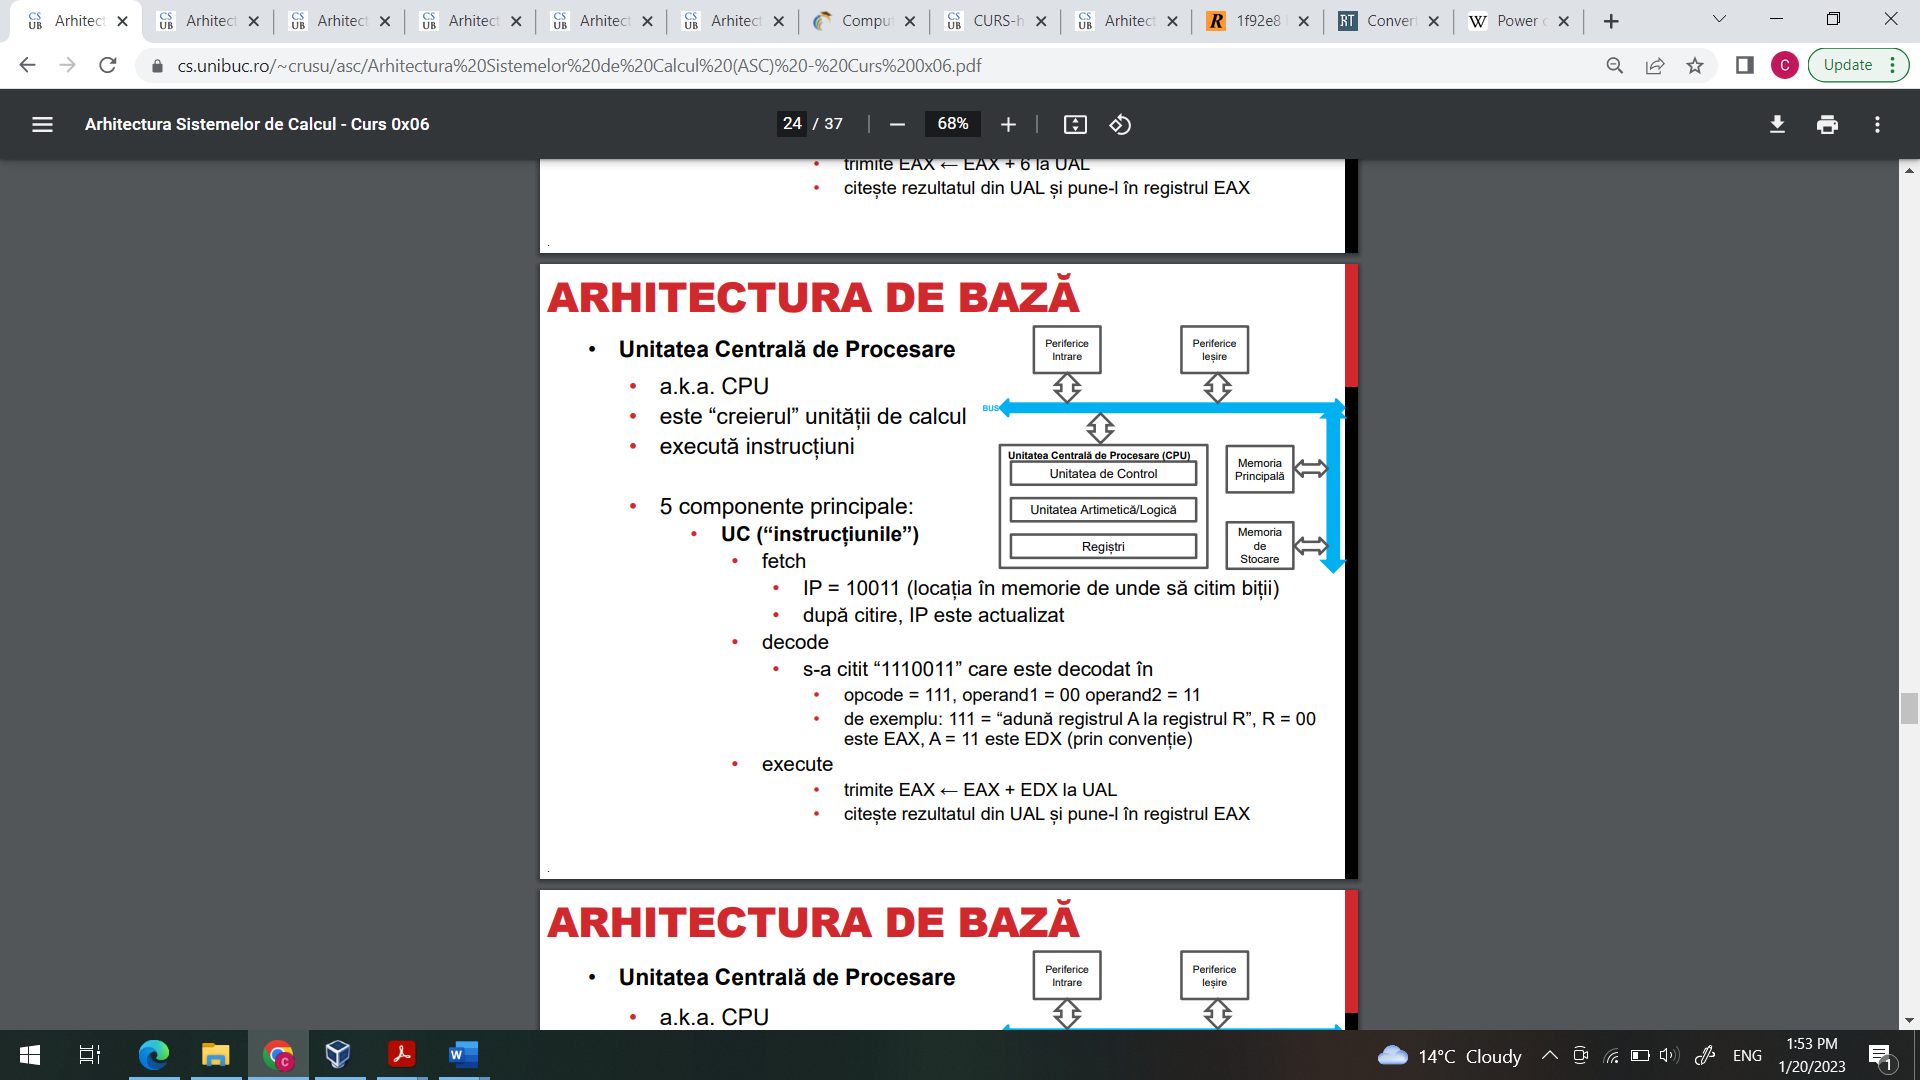 Arhitect
Arhitect
Arhitect
Arhitect
Arhitect
Arhitect
Comput
CURS-h
Arhitect
1f92e8
Convert
Power o
cs.unibuc.ro/~crusu/asc/Arhitectura%20Sistemelor%20de%20Calcul%20(ASC)%20-%20Curs%200x06.pdf
C
Update
Arhitectura Sistemelor de Calcul - Curs 0x06
24 / 37
68%
• trimite EAX ← EAX + 6 la UAL
• citește rezultatul din UAL și pune-l în registrul EAX
.
ARHITECTURA DE BAZĂ
• Unitatea Centrală de Procesare
• a.k.a. CPU
• este “creierul” unității de calcul
• execută instrucțiuni
• 5 componente principale:
• UC (“instrucțiunile”)
• fetch
• IP = 10011 (locația în memorie de unde să citim biții)
• după citire, IP este actualizat
• decode
• s-a citit “1110011” care este decodat în
• opcode = 111, operand1 = 00 operand2 = 11
• de exemplu: 111 = “adună registrul A la registrul R”, R = 00
este EAX, A = 11 este EDX (prin convenție)
• execute
• trimite EAX ← EAX + EDX la UAL
• citește rezultatul din UAL și pune-l în registrul EAX
.
Periferice
Intrare
Periferice
Ieșire
BUS
Unitatea Centrală de Procesare (CPU)
Unitatea de Control
Unitatea Artimetică/Logică
Regiștri
Memoria
Principală
Memoria
de
Stocare
ARHITECTURA DE BAZĂ
• Unitatea Centrală de Procesare
• a.k.a. CPU
Periferice
Intrare
Periferice
Ieșire
14°C Cloudy
ENG
1:53 PM
1/20/2023
1